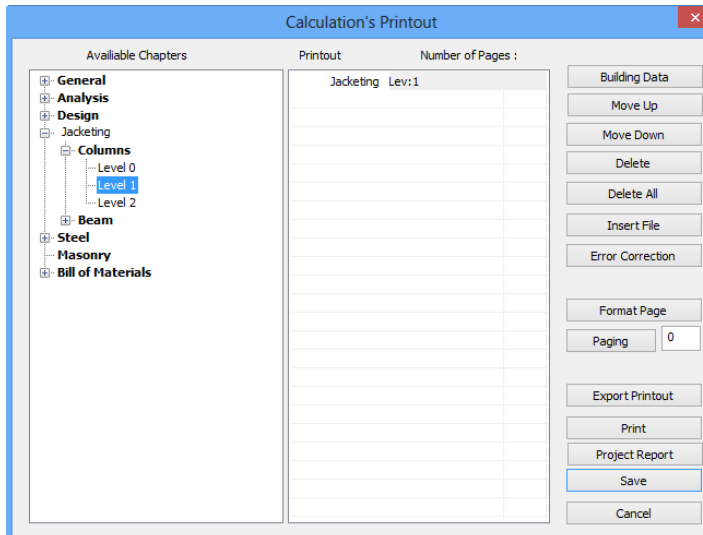 Calculation's Printout
Availiable Chapters
Printout
Number of Pages :
General
Analysis
Design
Jacketing
Columns
Level 0
Level 1
Level 2
Beam
Steel
Masonry
Bill of Materials
Jacketing Lev:1
Building Data
Move Up
Move Down
Delete
Delete All
Insert File
Error Correction
Format Page
Paging 0
Export Printout
Print
Project Report
Save
Cancel